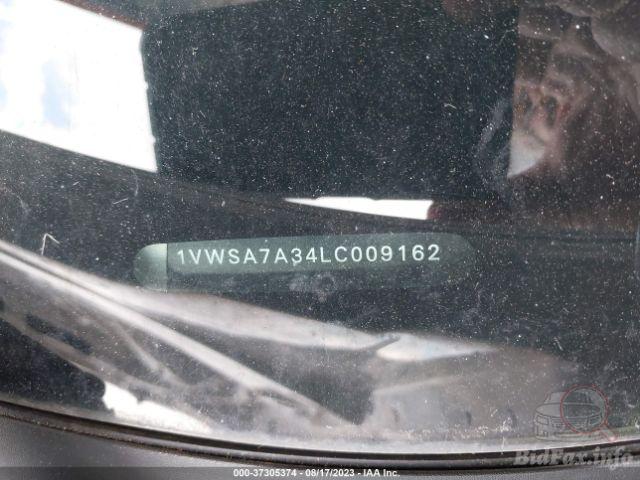 1VWSA7A34LC009162
000-37305374 - 08/17/2023 - IAA Inc.
BidFax.info